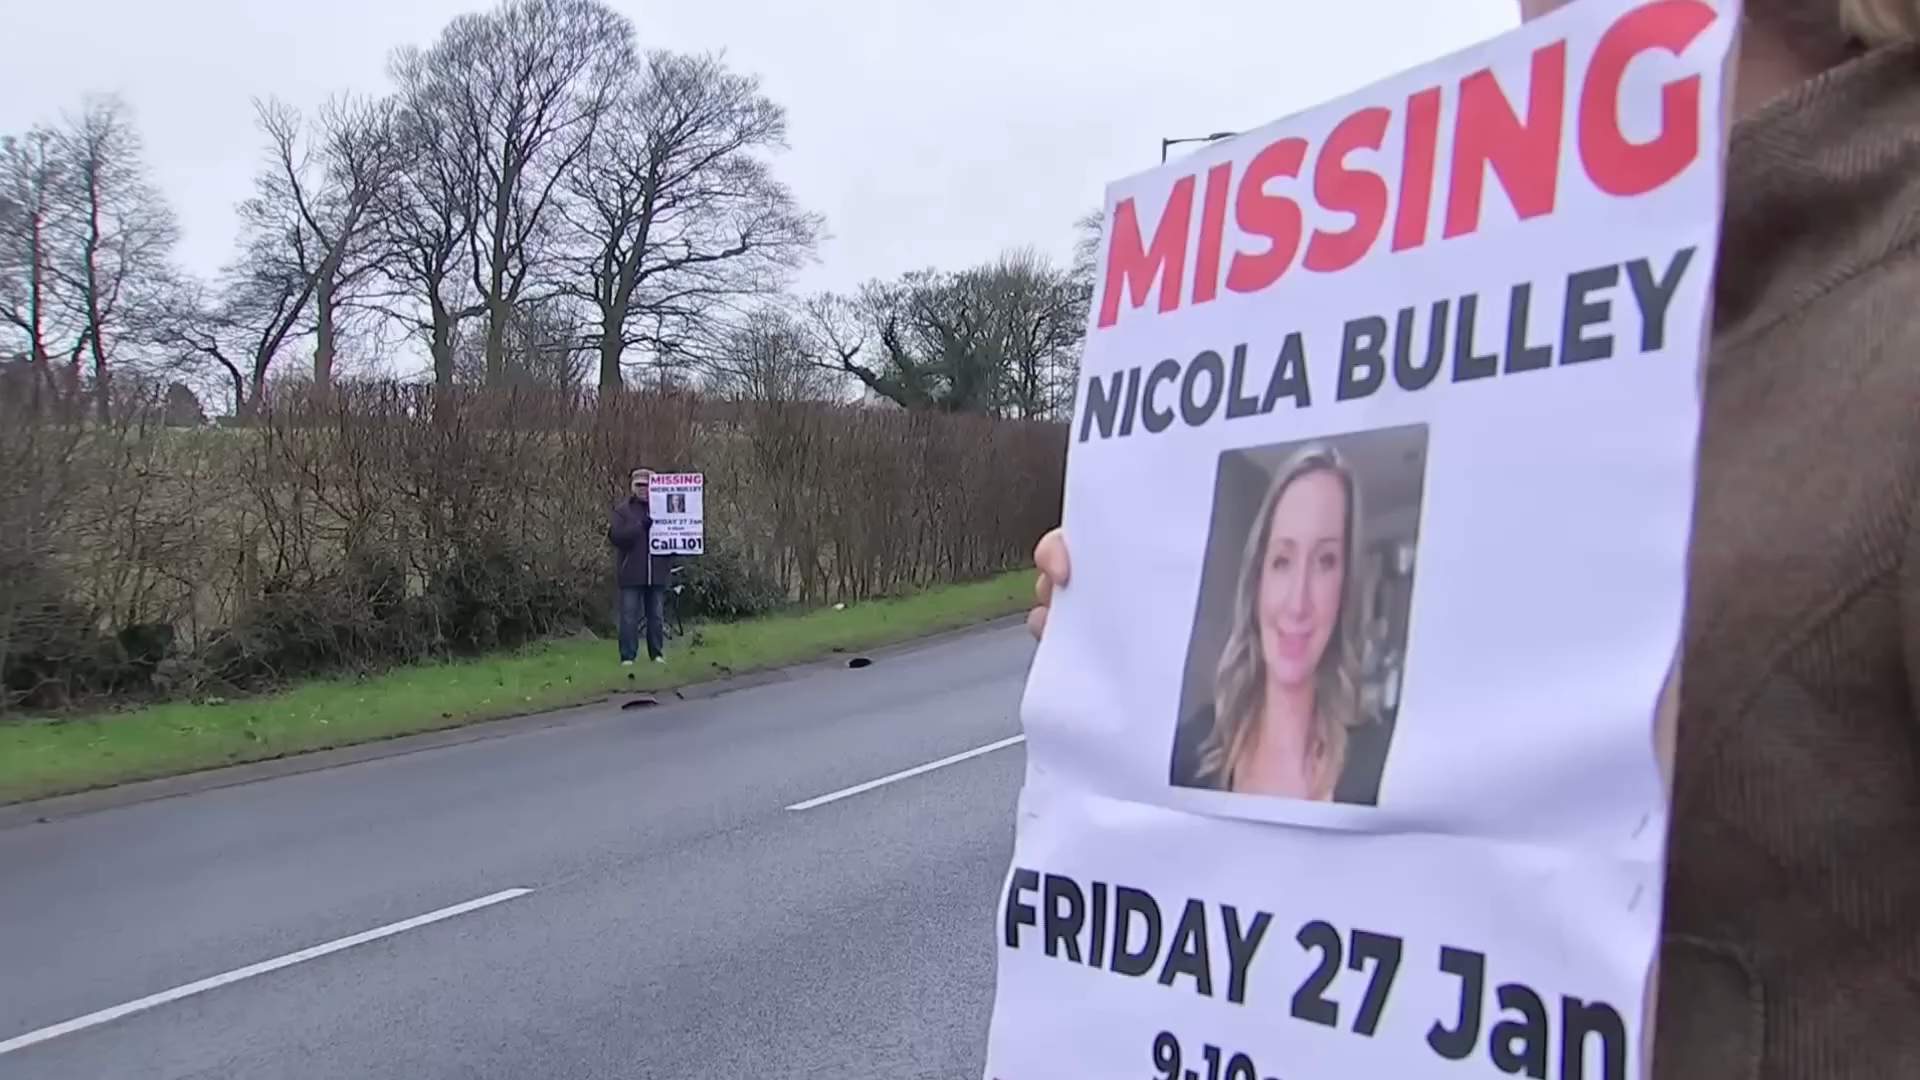 MISSING
NICOLA BULLEY
FRIDAY 27 Jan
MISSING
NICOLA BULLEY
FRIDAY 27 Jan
Call 101